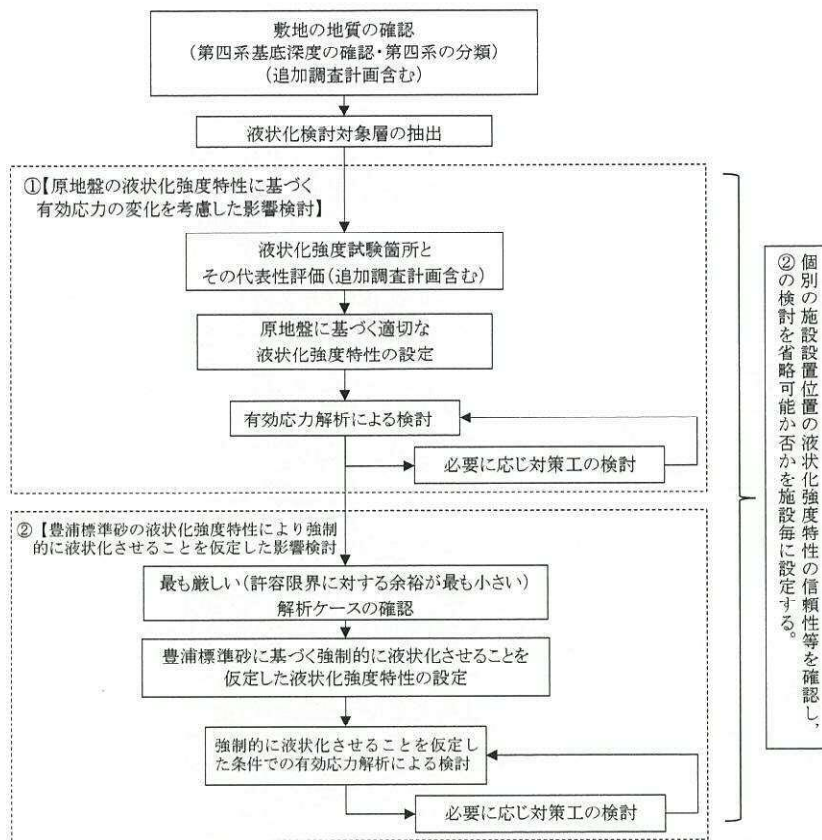 敷地の地質の確認
(第四系基底深度の確認・第四系の分類)
(追加調査計画含む)
液状化検討対象層の抽出
①【原地盤の液状化強度特性に基づく
有効応力の変化を考慮した影響検討】
液状化強度試験箇所と
その代表性評価(追加調査計画含む)
原地盤に基づく適切な
液状化強度特性の設定
有効応力解析による検討
必要に応じ対策工の検討
②【豊浦標準砂の液状化強度特性により強制
的に液状化させることを仮定した影響検討
最も厳しい(許容限界に対する余裕が最も小さい)
解析ケースの確認
豊浦標準砂に基づく強制的に液状化させることを
仮定した液状化強度特性の設定
強制的に液状化させることを仮定し
た条件での有効応力解析による検討
必要に応じ対策工の検討
個別の施設設置位置の液状化強度特性の信頼性等を確認し、
②の検討を省略可能か否かを施設毎に設定する。